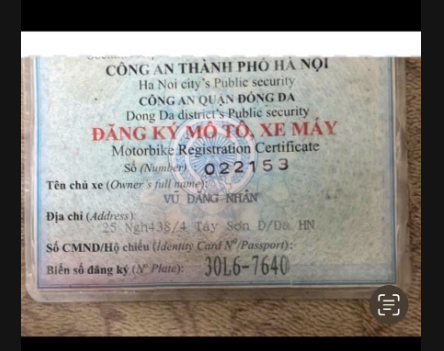 CÔNG AN THÀNH PHỐ HÀ NỘI
Ha Noi city's Public security
CÔNG AN QUẬN ĐỐNG ĐA
Dong Da district's Public security
ĐĂNG KÝ MÔ TÔ, XE MÁY
Motorbike Registration Certificate
Số (Number) 022153
Tên chủ xe (Owner's full name):
VŨ ĐĂNG NHÂN
Địa chỉ (Address):
25 Ngh438/4 Tây Sơn Đ/Đa HN
Số CMND/Hộ chiếu (Identity Card Nº/Passport):
Biển số đăng ký (Nº Plate): 30L6-7640